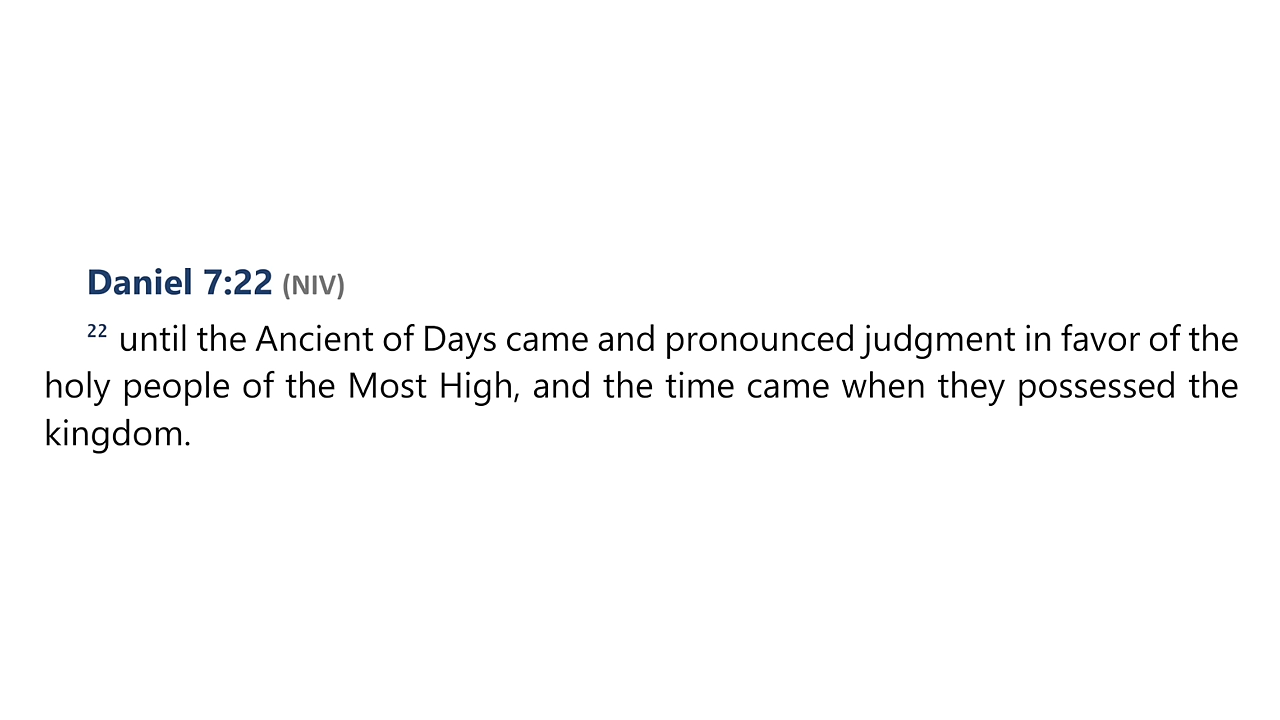 Daniel 7:22 (NIV)
22 until the Ancient of Days came and pronounced judgment in favor of the
holy people of the Most High, and the time came when they possessed the
kingdom.